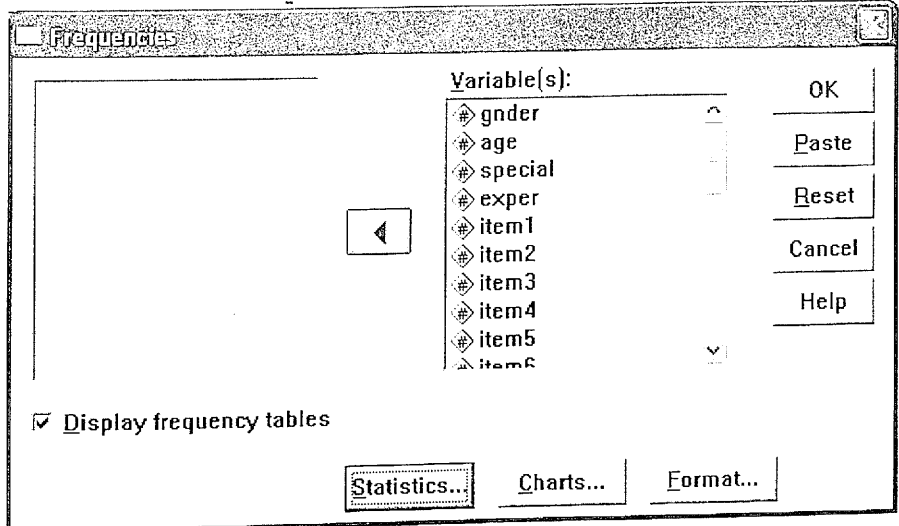 Frequencies
Variable(s):
gnder
age
special
exper
item1
item2
item3
item4
item5
item6
OK
Paste
Reset
Cancel
Help
Display frequency tables
Statistics...
Charts...
Format...